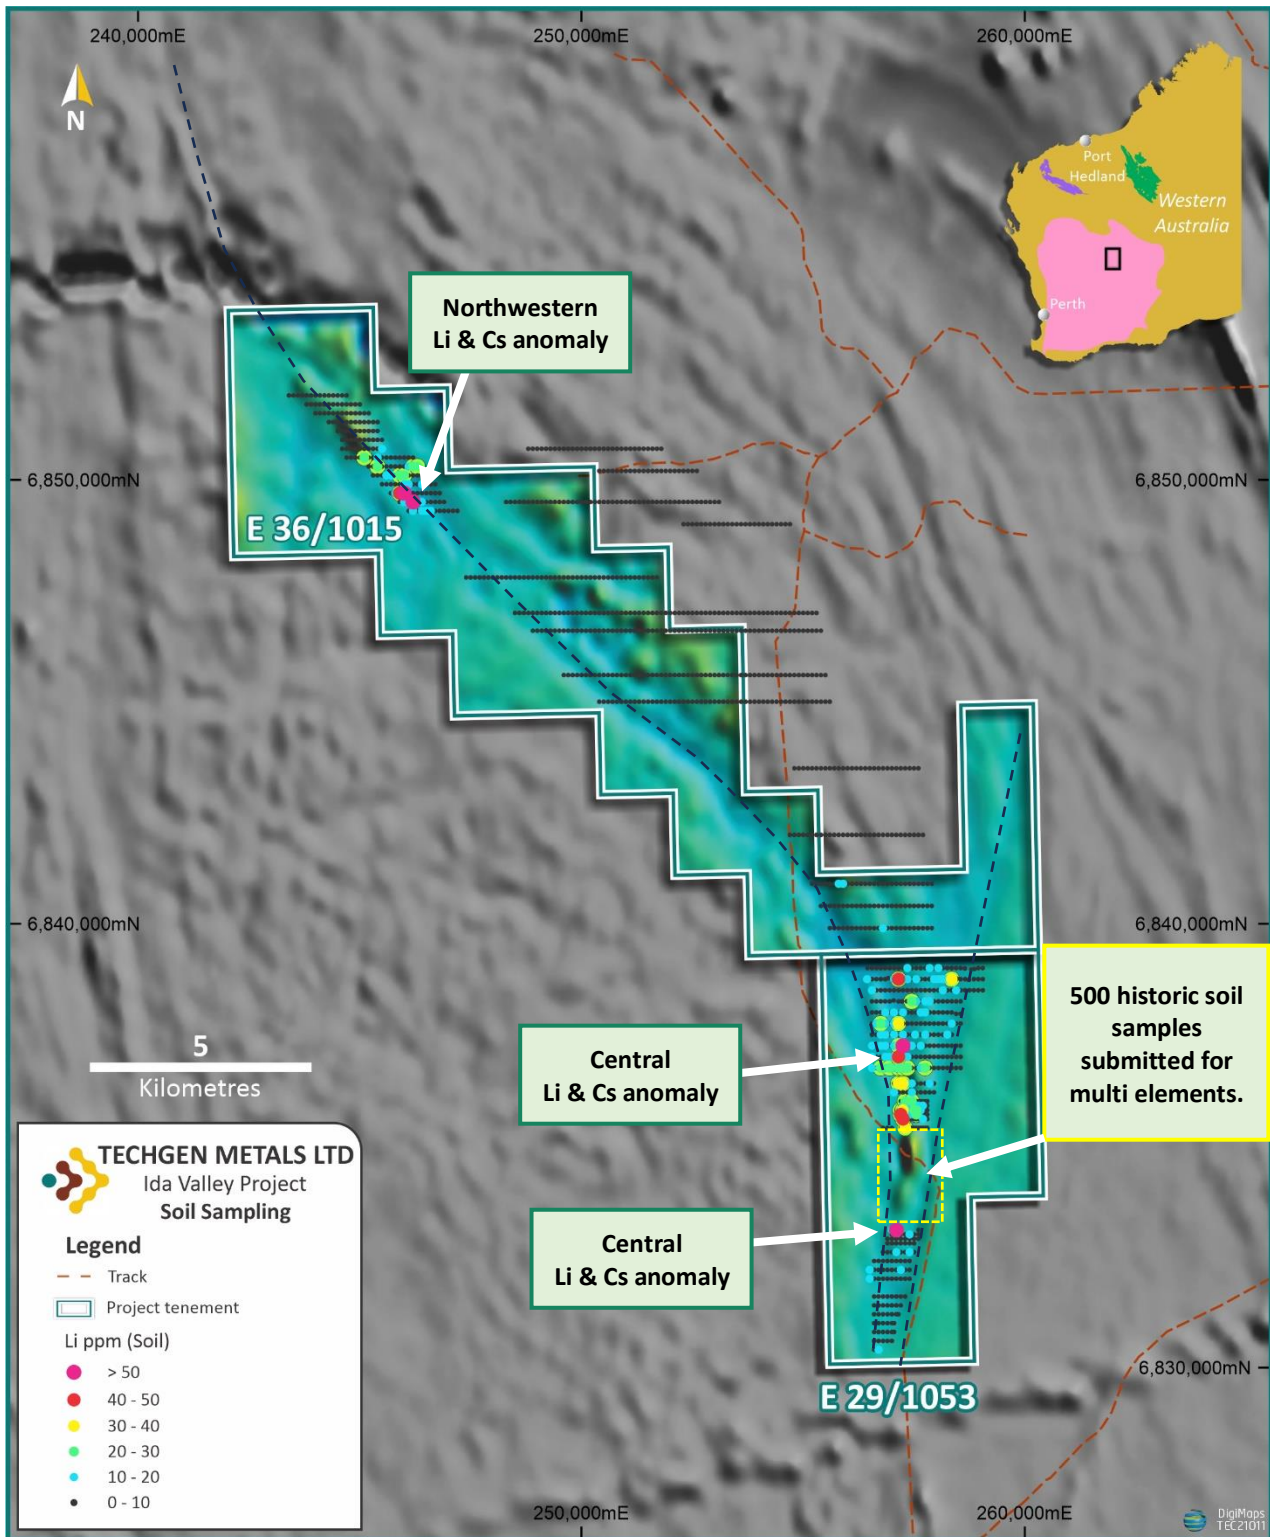 240,000mE
250,000mE
260,000mE
N
Port
Hedland
Western
Australia
Perth
Northwestern
Li & Cs anomaly
6,850,000mN
6,850,000mN
E 36/1015
6,840,000mN
6,840,000mN
500 historic soil
samples
submitted for
multi elements.
Central
Li & Cs anomaly
5
Kilometres
Central
Li & Cs anomaly
TECHGEN METALS LTD
Ida Valley Project
Soil Sampling
Legend
Track
Project tenement
Li ppm (Soil)
> 50
40 - 50
30 - 40
20 - 30
10 - 20
0 - 10
6,830,000mN
E 29/1053
250,000mE
260,000mE
DigiMaps
TEC21011